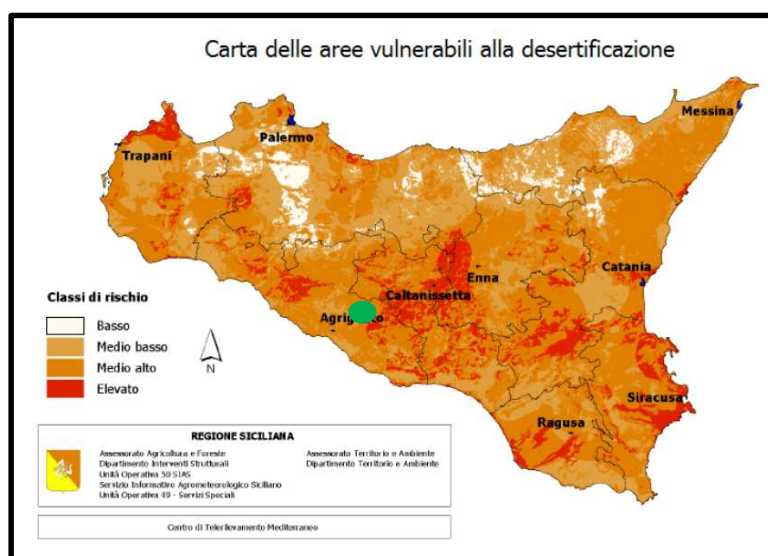 Carta delle aree vulnerabili alla desertificazione
Messina
Palermo
Trapani
Catania
Enna
Caltanissetta
Classi di rischio
Basso
Medio basso
Medio alto
Elevato
N
Siracusa
Ragusa
REGIONE SICILIANA
Assessorato Agricoltura e Foreste
Dipartimento Interventi Strutturali
Unità Operativa 50 SIAS
Servizio Informativo Agrometeorologico Siciliano
Unità Operativa 49 - Servizi Speciali
Assessorato Territorio e Ambiente
Dipartimento Territorio e Ambiente
Centro di Telerilevamento Mediterraneo